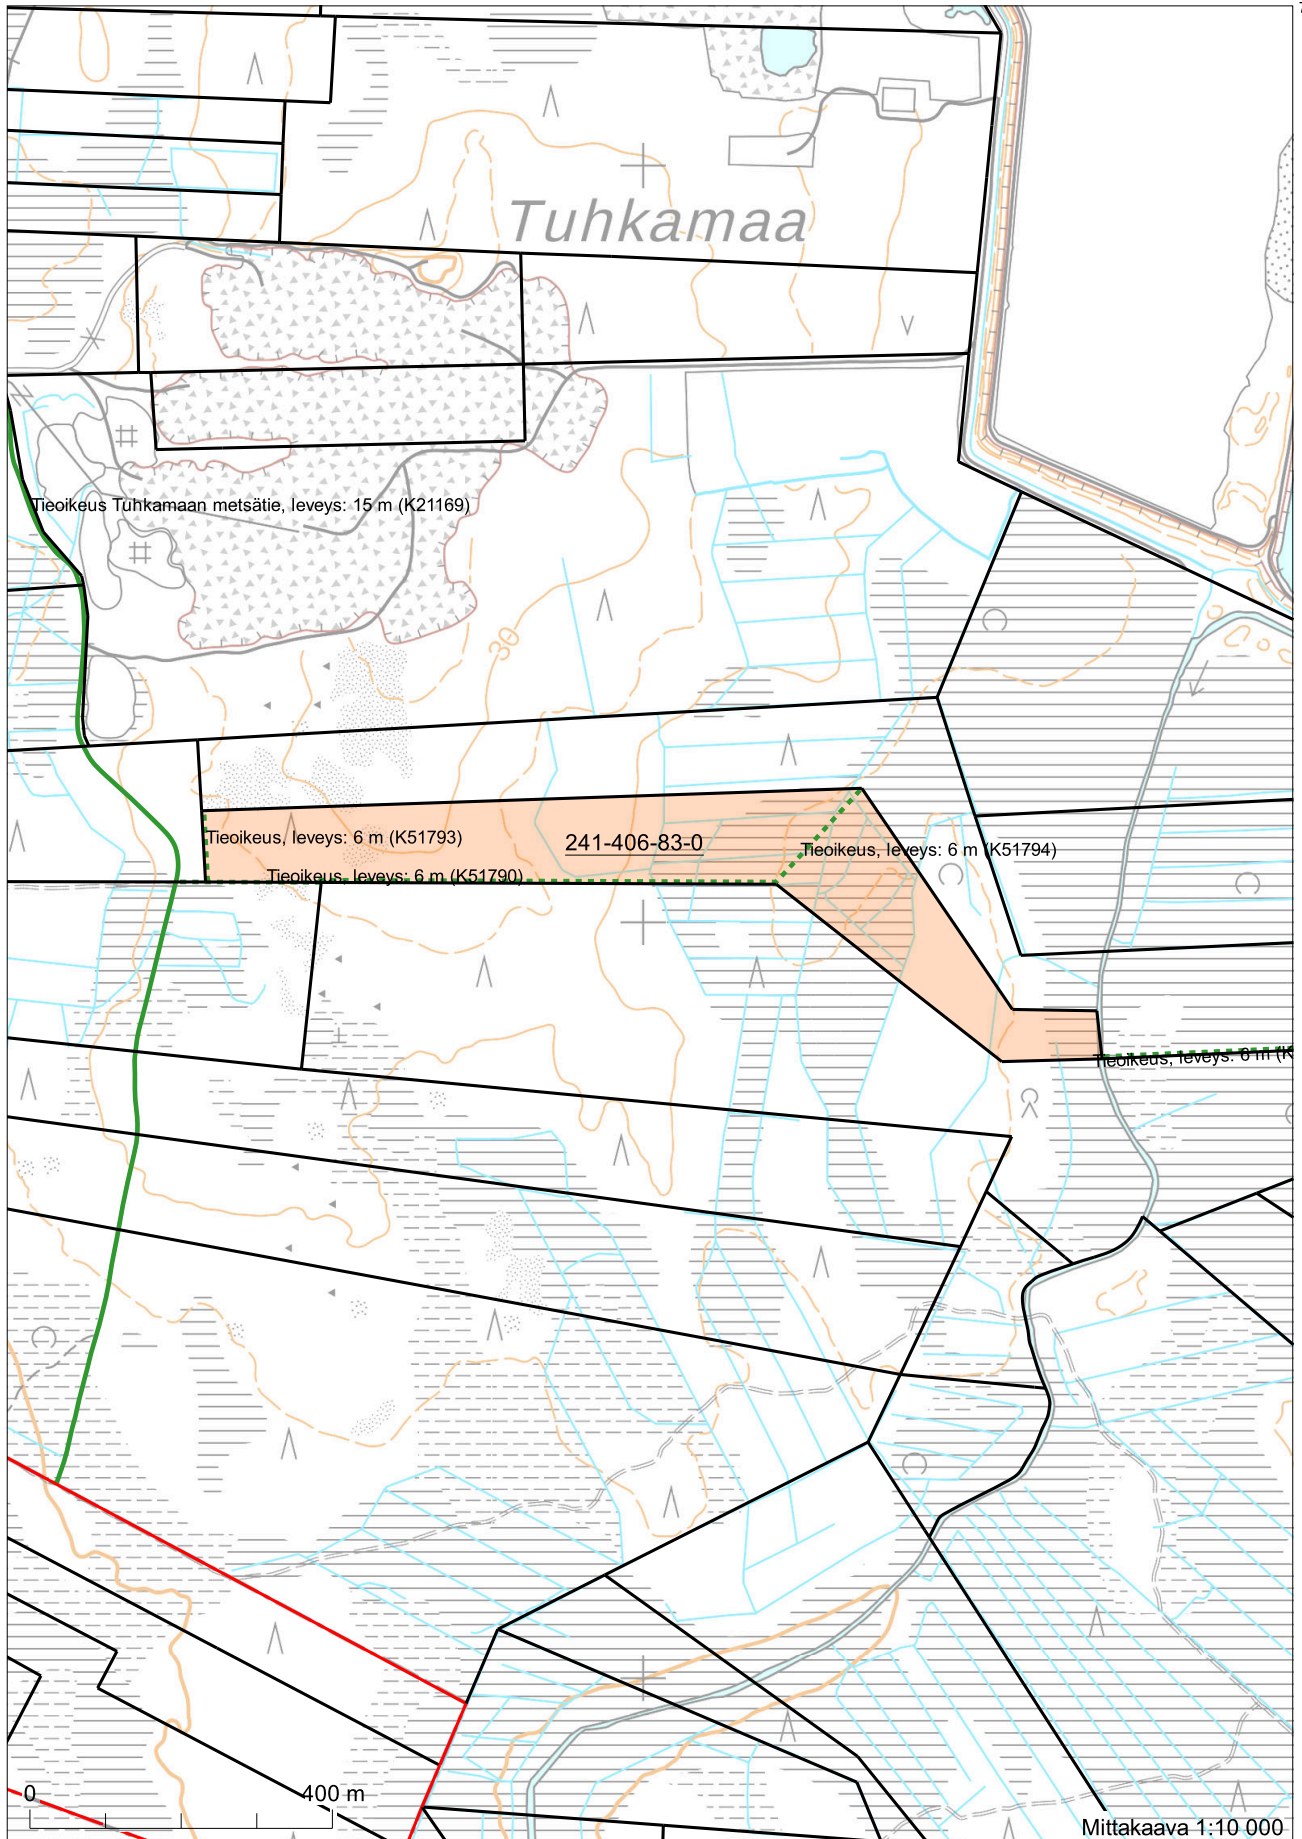 Tuhkamaa
Tieoikeus Tuhkamaan metsätie, leveys: 15 m (K21169)
30
Tieoikeus, leveys: 6 m (K51793)
241-406-83-0
Tieoikeus, leveys: 6 m (K51794)
Tieoikeus, leveys: 6 m (K51790)
Tieoikeus, leveys: 6 m (K
0
400 m
Mittakaava 1:10 000